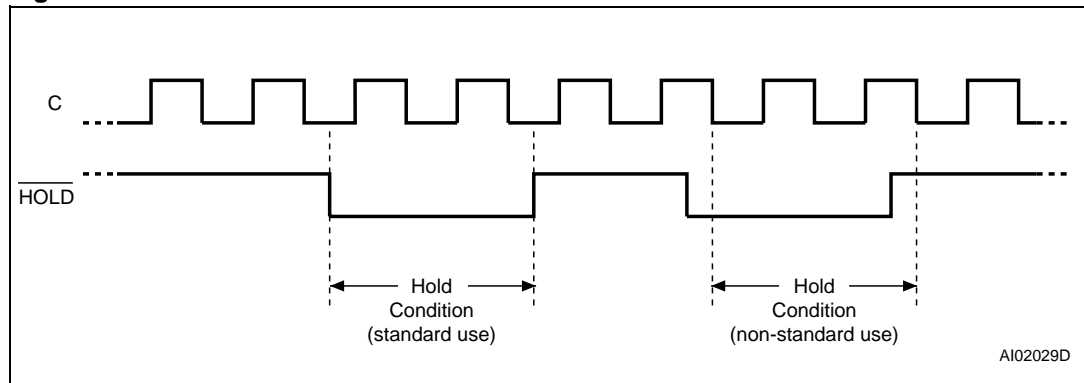 C
HOLD
Hold
Condition
(standard use)
Hold
Condition
(non-standard use)
AI02029D